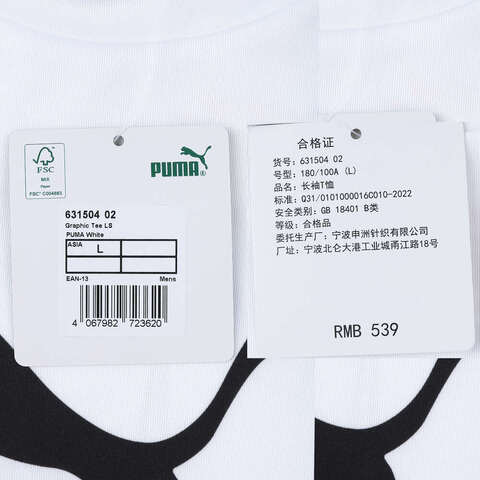 FSC
MIX
Paper
FSC® C004883
PUMA
631504 02
Graphic Tee LS
PUMA White
ASIA
L
EAN-13 Mens
4 067982 723620
合格证
货号: 631504 02
号型: 180/100A (L)
品名: 长袖T恤
标准: Q31/0101000016C010-2022
安全类别: GB 18401 B类
等级: 合格品
委托生产厂: 宁波申洲针织有限公司
厂址: 宁波北仑大港工业城甬江路18号
RMB 539